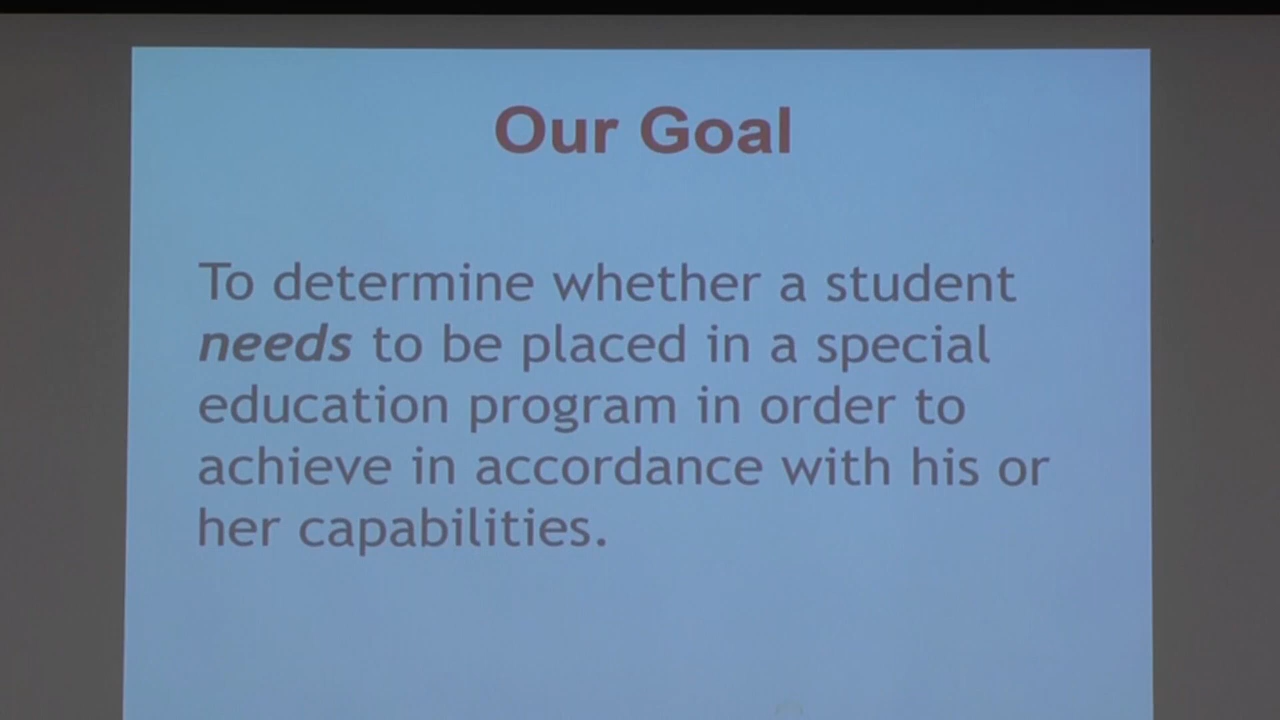 Our Goal
To determine whether a student
needs to be placed in a special
education program in order to
achieve in accordance with his or
her capabilities.